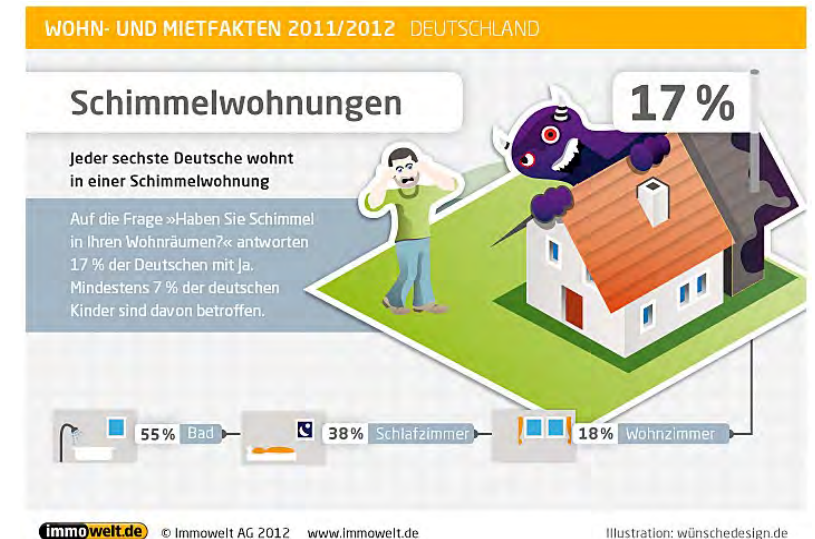 WOHN- UND MIETFAKTEN 2011/2012 DEUTSCHLAND
Schimmelwohnungen
17 %
Jeder sechste Deutsche wohnt
in einer Schimmelwohnung
Auf die Frage »Haben Sie Schimmel
in Ihren Wohnräumen?« antworten
17 % der Deutschen mit Ja.
Mindestens 7 % der deutschen
Kinder sind davon betroffen.
55% Bad
38% Schlafzimmer
18% Wohnzimmer
immowelt.de © Immowelt AG 2012 www.immowelt.de
Illustration: wünschedesign.de